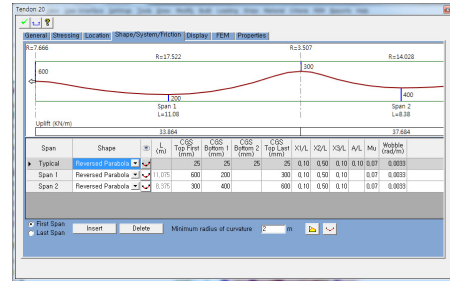 Tendon 20
General Stressing Location Shape/System/Friction Display FEM Properties
R=7.666 R=3.507
R=17.522 R=14.028
600 300
200 400
Span 1 Span 2
L=11.08 L=8.38
Uplift (KN/m)
33.864 37.684
Span Shape L (m) CGS Top First (mm) CGS Bottom 1 (mm) CGS Bottom 2 (mm) CGS Top Last (mm) X1/L X2/L X3/L A/L Mu Wobble (rad/m)
Typical Reversed Parabola 25 25 25 25 0,10 0,50 0,10 0,10 0,07 0,0033
Span 1 Reversed Parabola 11,075 600 200 300 0,10 0,50 0,10 0,07 0,0033
Span 2 Reversed Parabola 8,375 300 400 600 0,10 0,50 0,10 0,07 0,0033
First Span
Last Span
Insert Delete Minimum radius of curvature 2 m